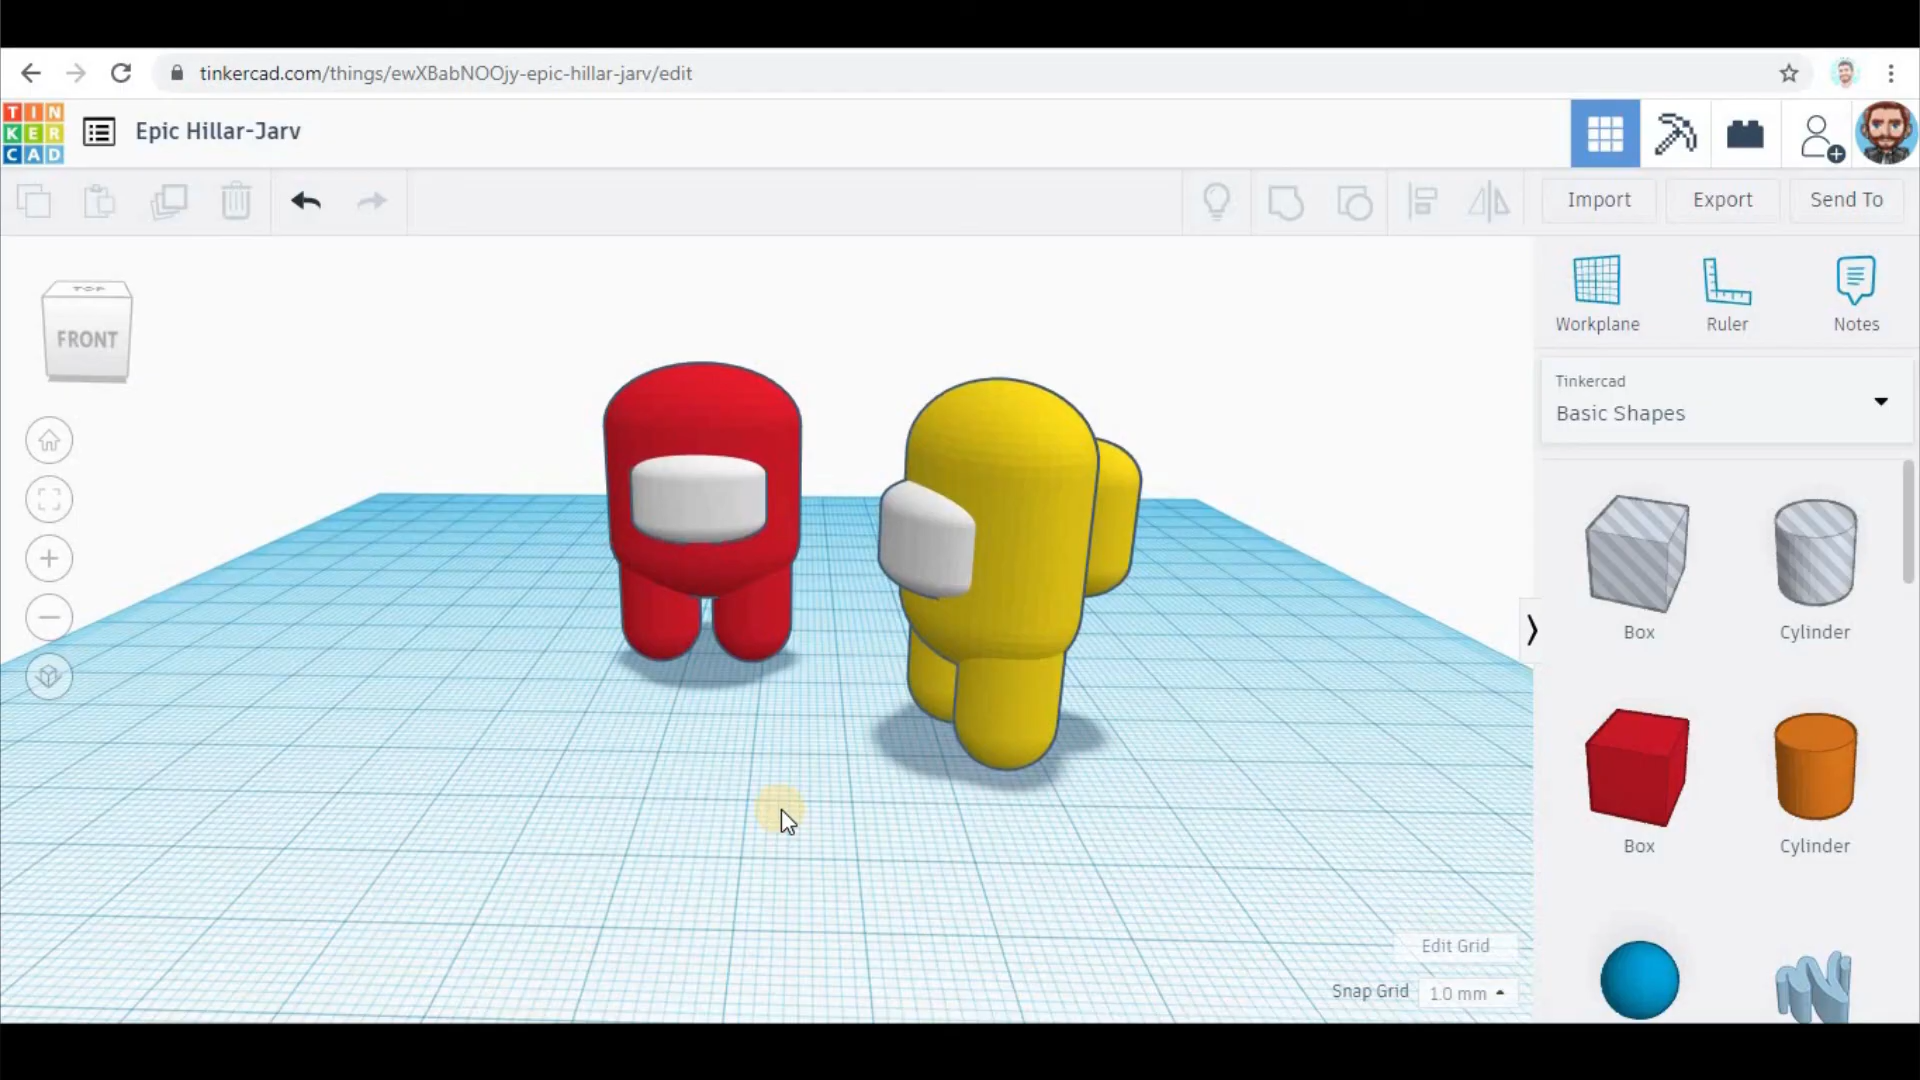 tinkercad.com/things/ewXBabNOOjy-epic-hillar-jarv/edit
TIN
KER
CAD
Epic Hillar-Jarv
Import
Export
Send To
TOP
FRONT
Workplane
Ruler
Notes
Tinkercad
Basic Shapes
Box
Cylinder
Box
Cylinder
Edit Grid
Snap Grid 1.0 mm